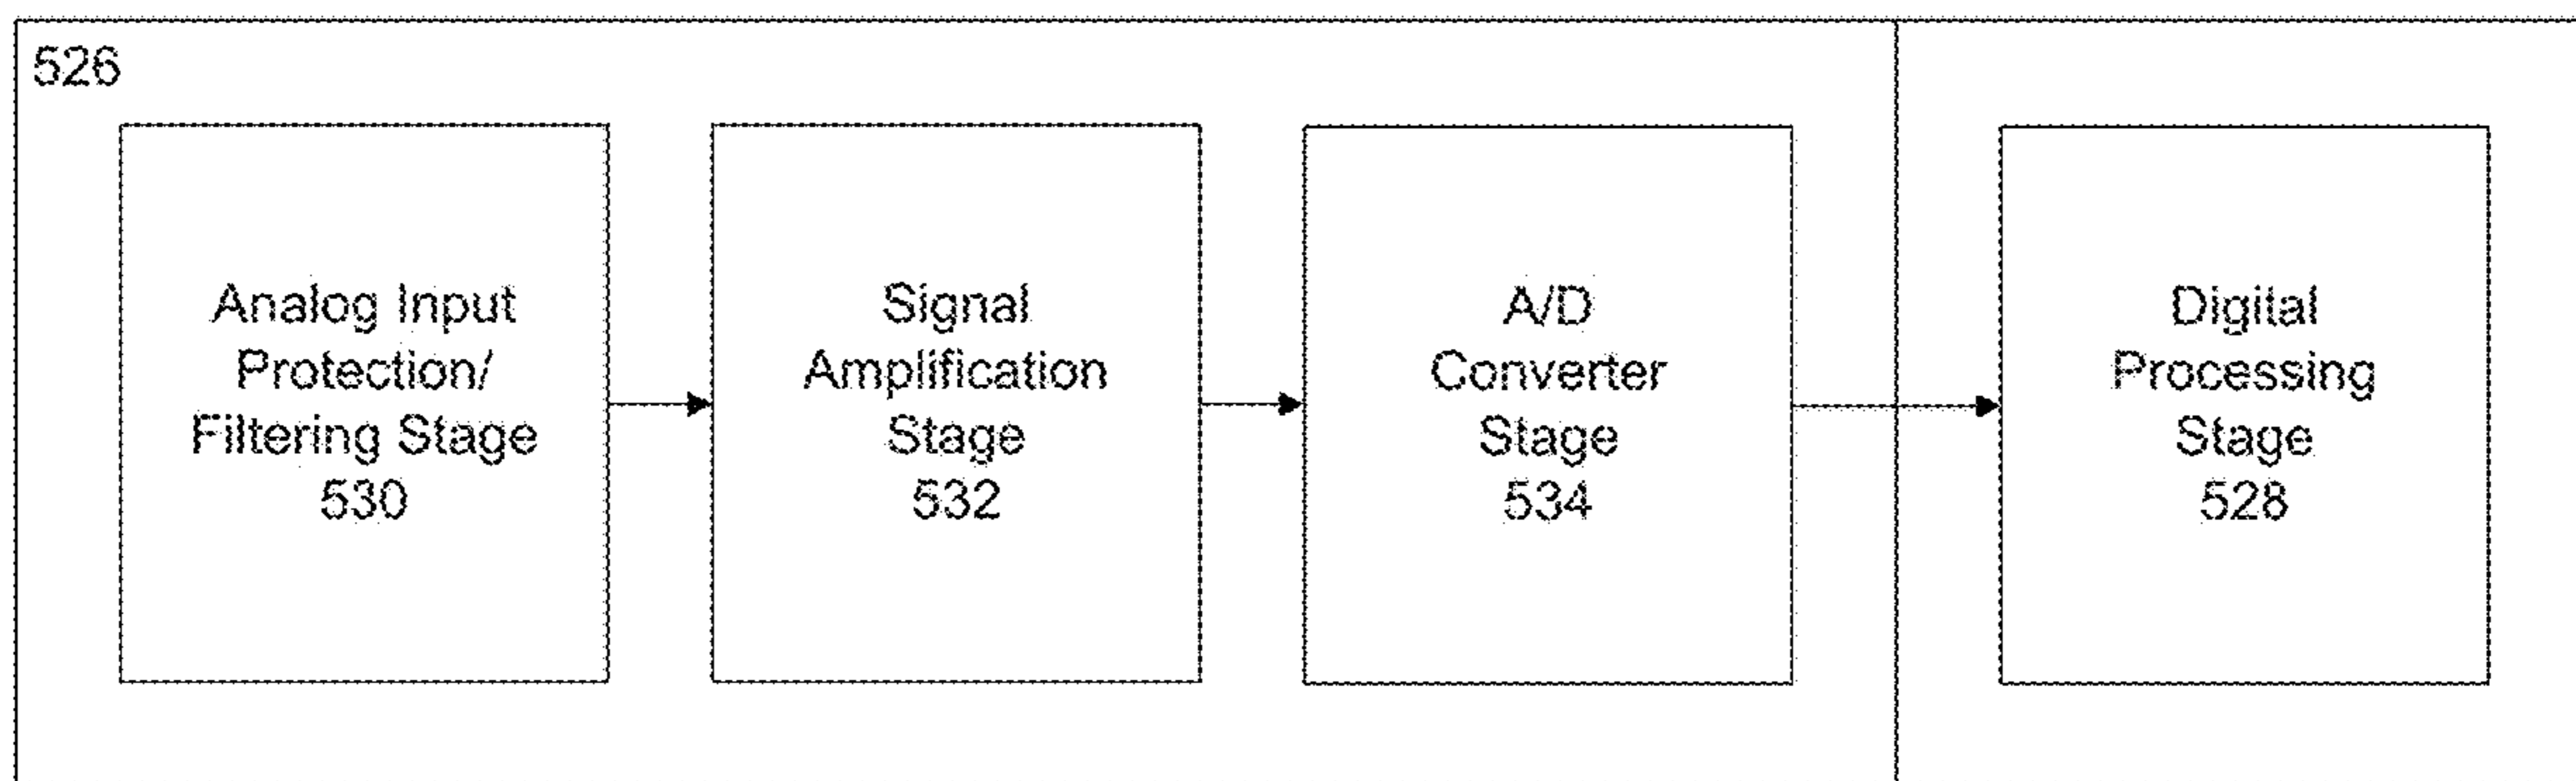 526
Analog Input
Protection/
Filtering Stage
530
Signal
Amplification
Stage
532
A/D
Converter
Stage
534
Digital
Processing
Stage
528